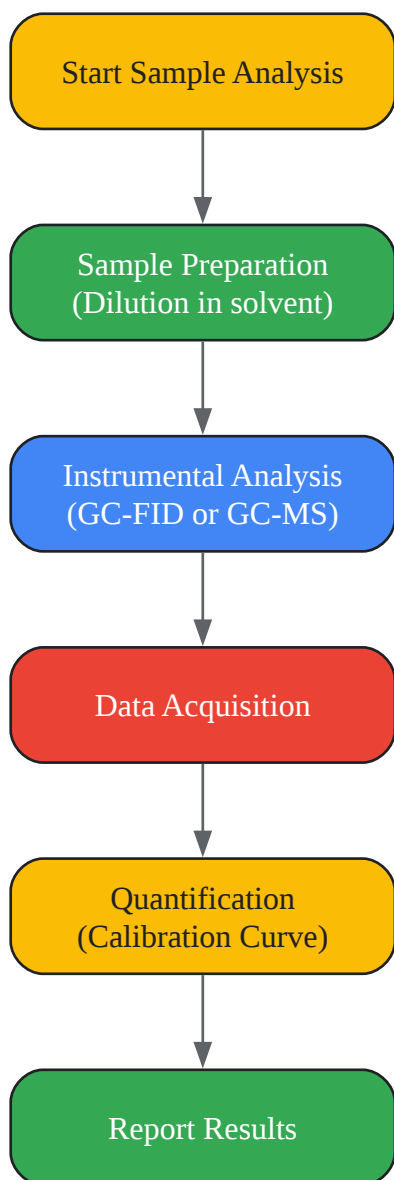 Start Sample Analysis
Sample Preparation
(Dilution in solvent)
Instrumental Analysis
(GC-FID or GC-MS)
Data Acquisition
Quantification
(Calibration Curve)
Report Results